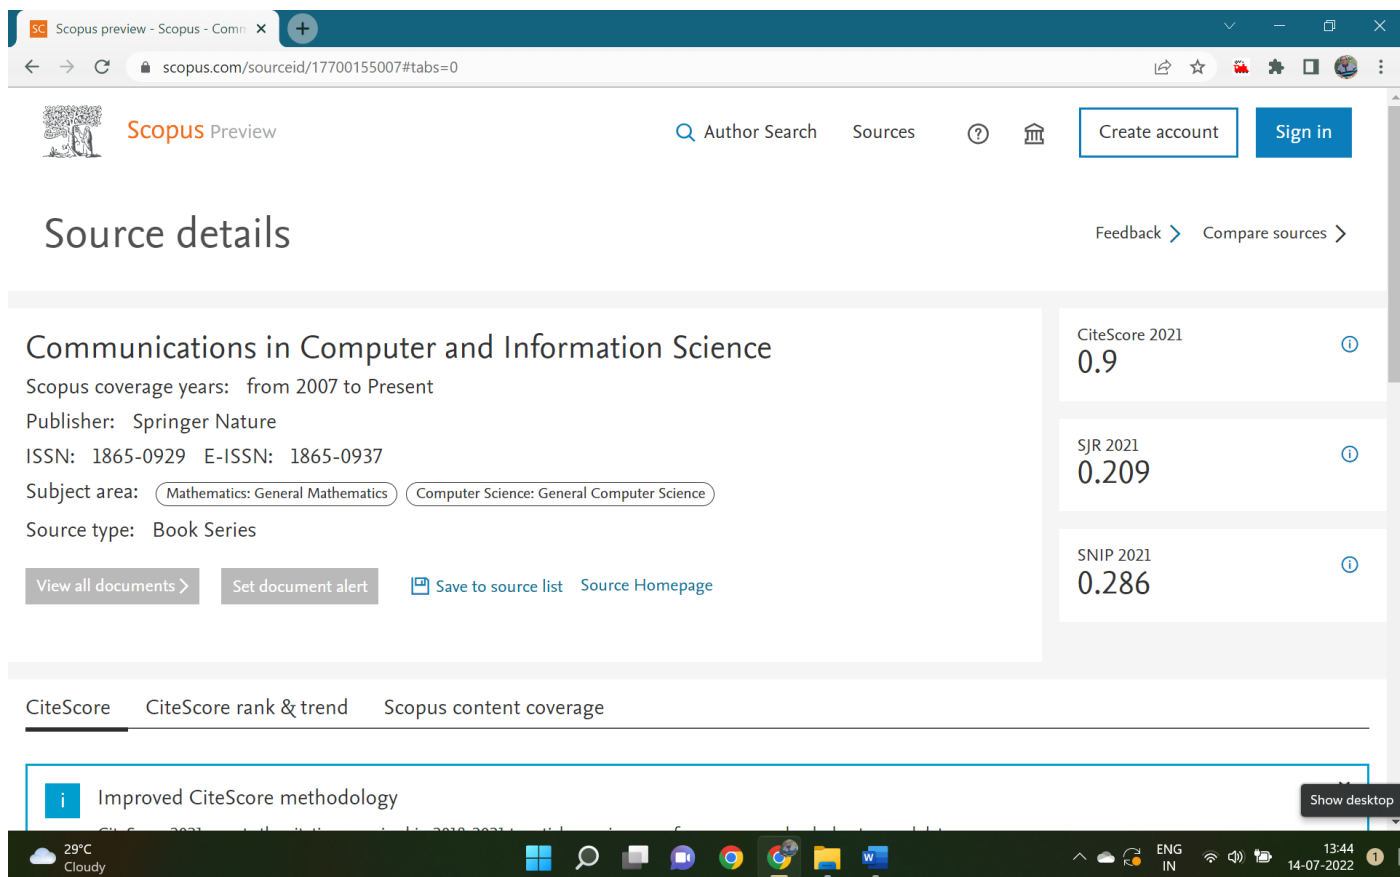 SC Scopus preview - Scopus - Comm
scopus.com/sourceid/17700155007#tabs=0
Scopus Preview
Author Search Sources Create account Sign in
Source details
Feedback Compare sources
Communications in Computer and Information Science
Scopus coverage years: from 2007 to Present
Publisher: Springer Nature
ISSN: 1865-0929 E-ISSN: 1865-0937
Subject area: Mathematics: General Mathematics Computer Science: General Computer Science
Source type: Book Series
View all documents Set document alert Save to source list Source Homepage
CiteScore 2021
0.9
SJR 2021
0.209
SNIP 2021
0.286
CiteScore CiteScore rank & trend Scopus content coverage
i Improved CiteScore methodology
Show desktop
29°C
Cloudy
W
ENG
IN
13:44
14-07-2022
1